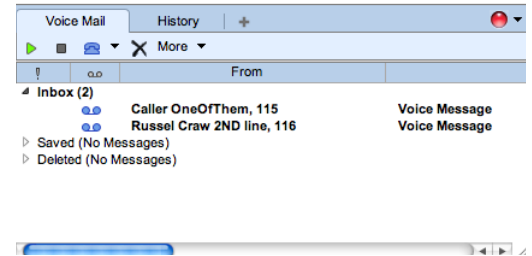 Voice Mail History +
More
From
Inbox (2)
Caller OneOfThem, 115 Voice Message
Russel Craw 2ND line, 116 Voice Message
Saved (No Messages)
Deleted (No Messages)